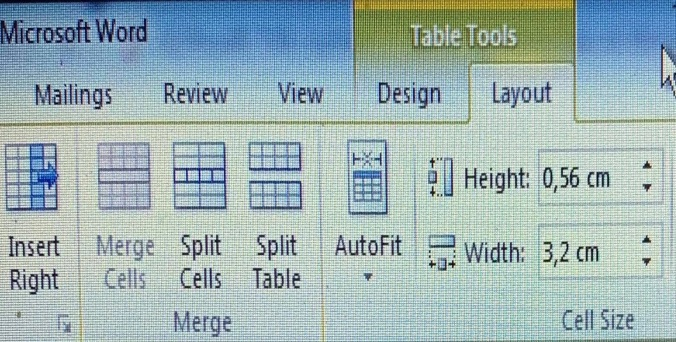 Microsoft Word
Table Tools
Mailings Review View Design Layout
Insert Right
Merge Cells
Split Cells
Split Table
AutoFit
Height: 0,56 cm
Width: 3,2 cm
Merge
Cell Size